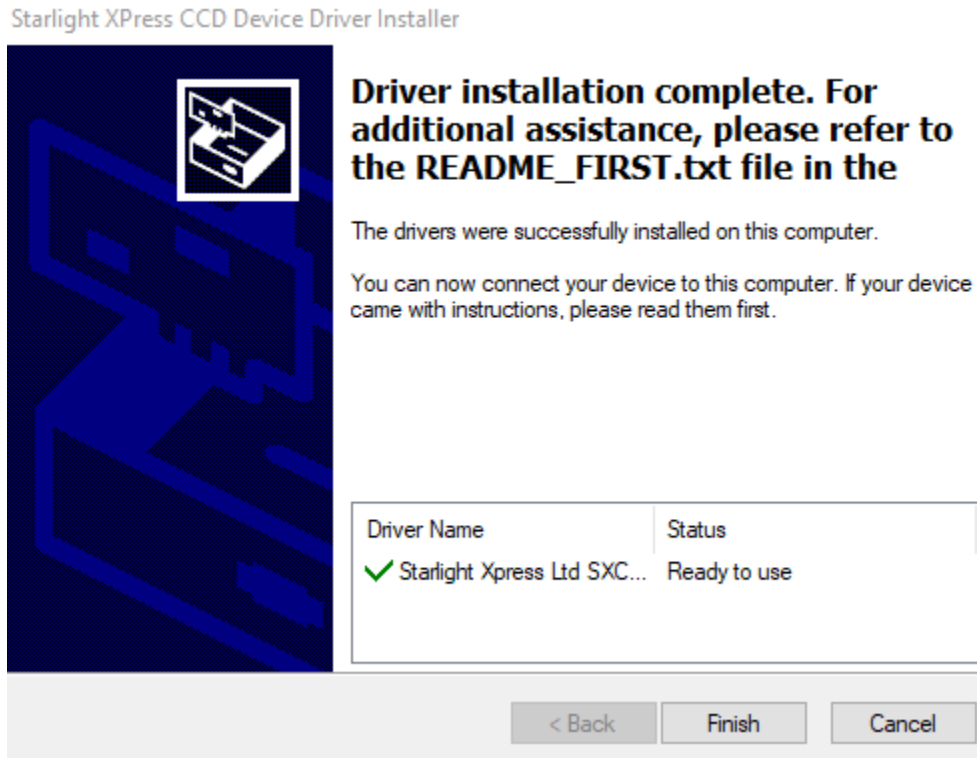 Starlight XPress CCD Device Driver Installer
Driver installation complete. For
additional assistance, please refer to
the README_FIRST.txt file in the
The drivers were successfully installed on this computer.
You can now connect your device to this computer. If your device
came with instructions, please read them first.
Driver Name Status
Starlight Xpress Ltd SXC... Ready to use
< Back Finish Cancel